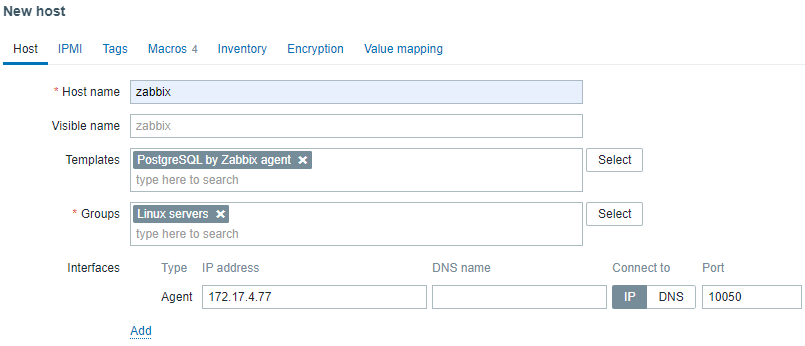 New host
Host IPMI Tags Macros 4 Inventory Encryption Value mapping
* Host name zabbix
Visible name zabbix
Templates PostgreSQL by Zabbix agent ✖ Select
type here to search
* Groups Linux servers ✖ Select
type here to search
Interfaces Type IP address DNS name Connect to Port
Agent 172.17.4.77 IP DNS 10050
Add